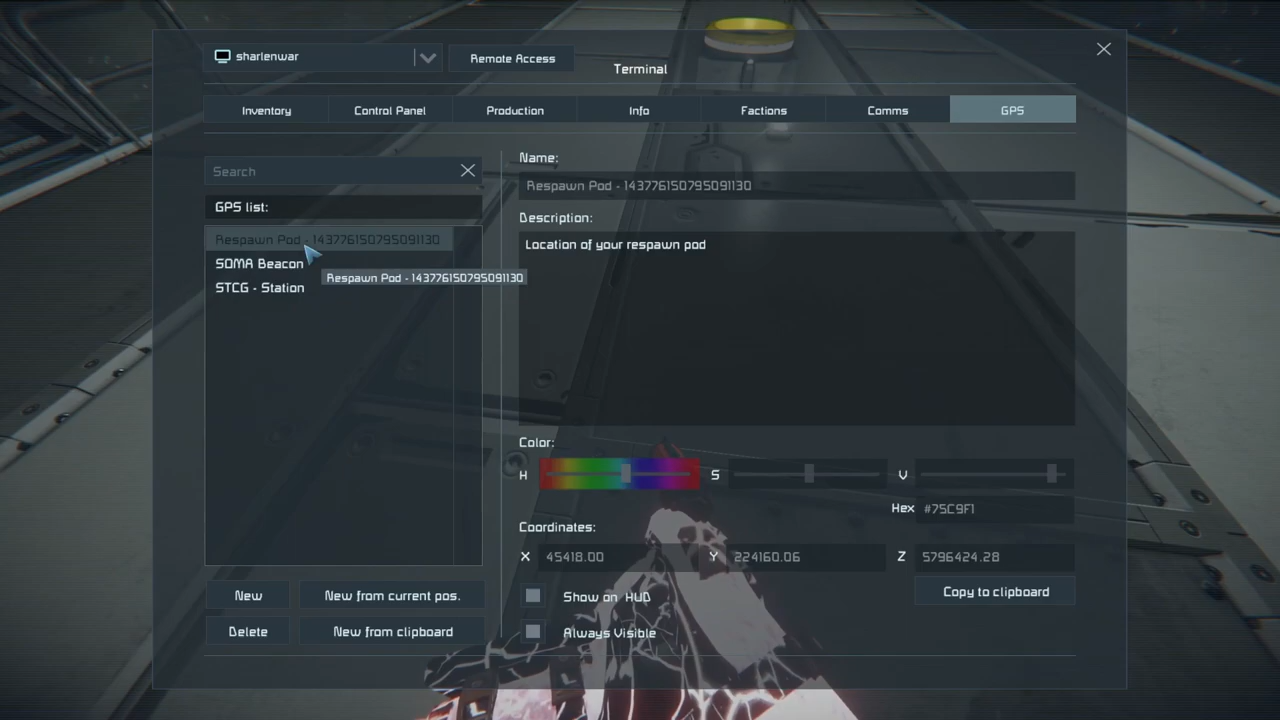 sharlenwar
Remote Access
Terminal
Inventory
Control Panel
Production
Info
Factions
Comms
GPS
Search
GPS list:
Respawn Pod - 143776150795091130
SOMA Beacon
Respawn Pod - 143776150795091130
STCG - Station
New
New from current pos.
Delete
New from clipboard
Name:
Respawn Pod - 143776150795091130
Description:
Location of your respawn pod
Color:
H
S
V
Hex #75C9F1
Coordinates:
X 45418.00
Y 224160.06
Z 5796424.28
Show on HUD
Copy to clipboard
Always Visible
L
L